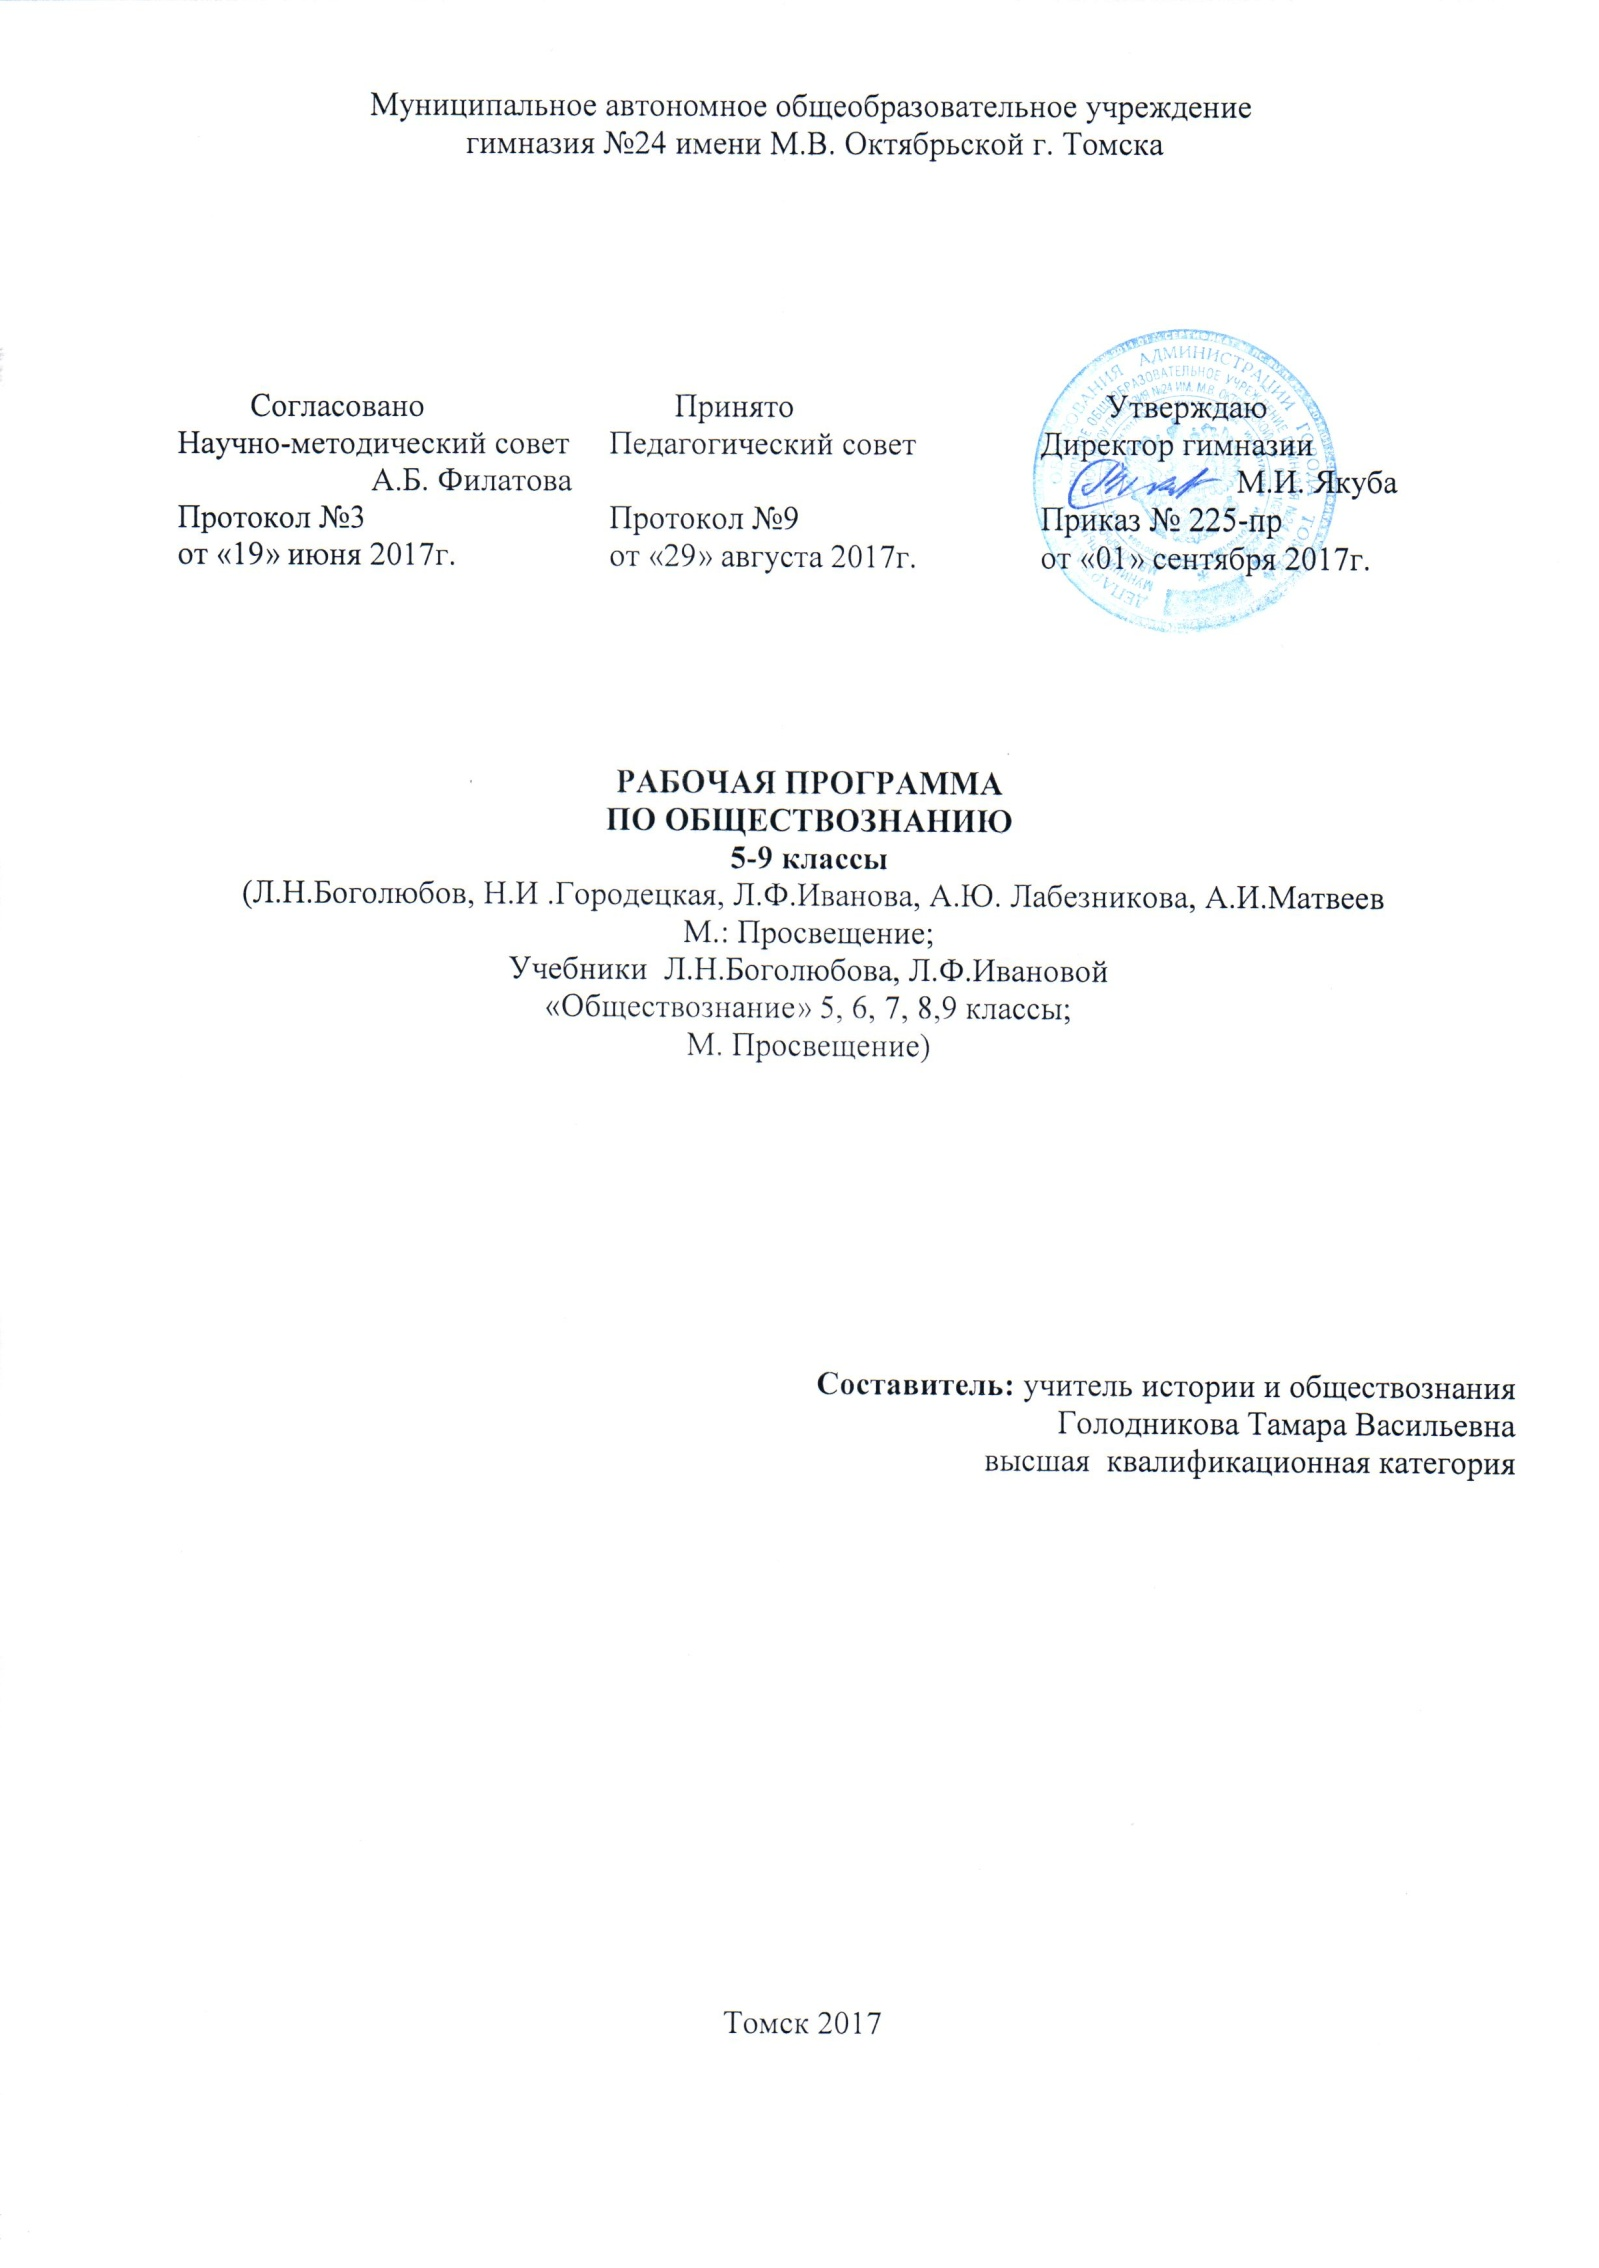 Муниципальное автономное общеобразовательное учреждение
гимназия №24 имени М.В. Октябрьской г. Томска
Согласовано
Научно-методический совет
А.Б. Филатова
Протокол №3
от «19» июня 2017г.
Принято
Педагогический совет
Протокол №9
от «29» августа 2017г.
Утверждаю
Директор гимназии
М.И. Якуба
Приказ № 225-пр
от «01» сентября 2017г.
АДМИНИСТРАЦИИ ГОРОДА
РАБОЧАЯ ПРОГРАММА
ПО ОБЩЕСТВОЗНАНИЮ
5-9 классы
(Л.Н.Боголюбов, Н.И .Городецкая, Л.Ф.Иванова, А.Ю. Лабезникова, А.И.Матвеев
М.: Просвещение;
Учебники  Л.Н.Боголюбова, Л.Ф.Ивановой
«Обществознание» 5, 6, 7, 8,9 классы;
М. Просвещение)
Составитель: учитель истории и обществознания
Голодникова Тамара Васильевна
высшая  квалификационная категория
Томск 2017